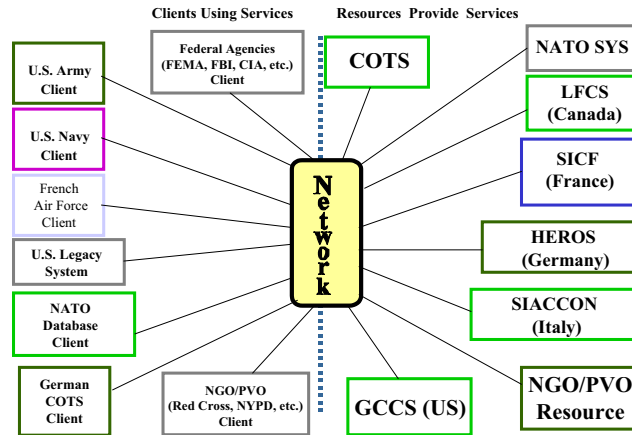 Clients Using Services
Resources Provide Services
Federal Agencies
(FEMA, FBI, CIA, etc.)
Client
U.S. Army
Client
U.S. Navy
Client
French
Air Force
Client
U.S. Legacy
System
NATO
Database
Client
German
COTS
Client
NGO/PVO
(Red Cross, NYPD, etc.)
Client
Network
COTS
NATO SYS
LFCS
(Canada)
SICF
(France)
HEROS
(Germany)
SIACCON
(Italy)
NGO/PVO
Resource
GCCS (US)